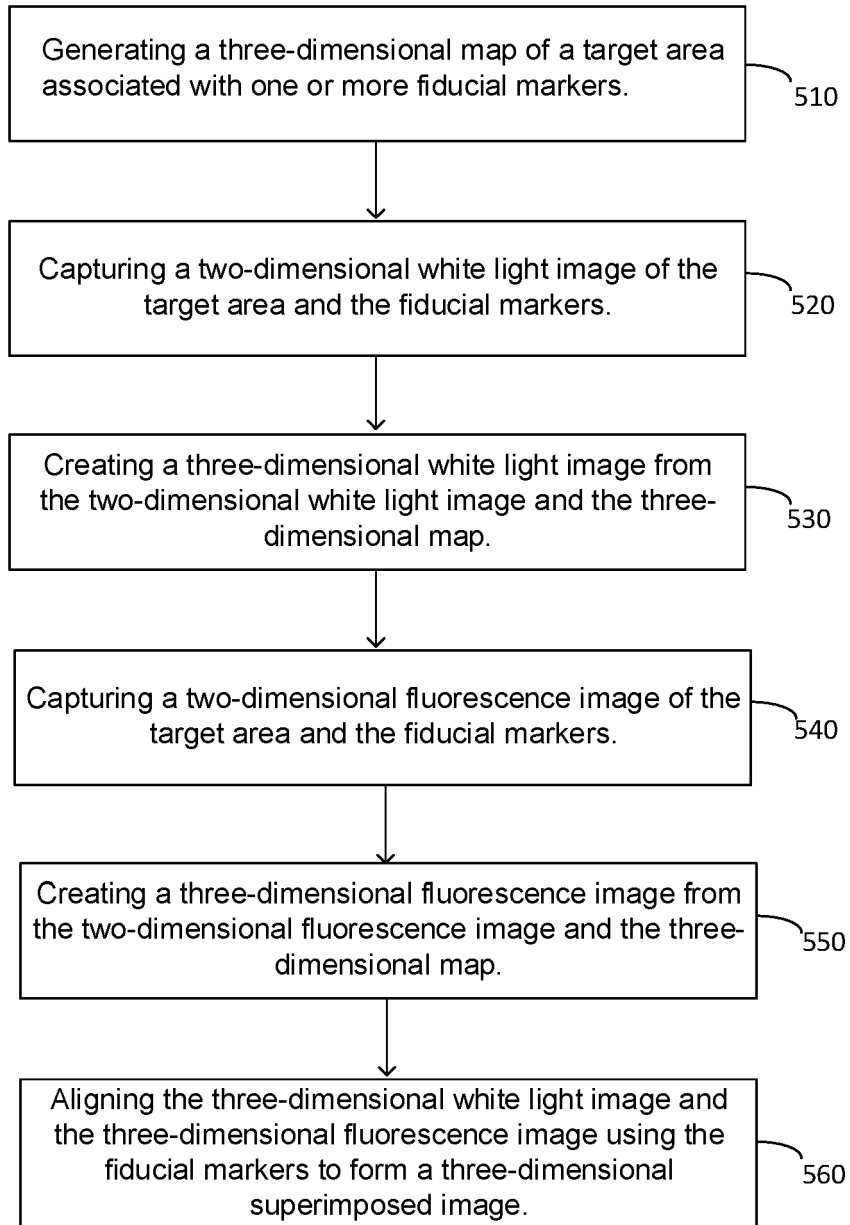 Generating a three-dimensional map of a target area
associated with one or more fiducial markers.
510
Capturing a two-dimensional white light image of the
target area and the fiducial markers.
520
Creating a three-dimensional white light image from
the two-dimensional white light image and the three-
dimensional map.
530
Capturing a two-dimensional fluorescence image of the
target area and the fiducial markers.
540
Creating a three-dimensional fluorescence image from
the two-dimensional fluorescence image and the three-
dimensional map.
550
Aligning the three-dimensional white light image and
the three-dimensional fluorescence image using the
fiducial markers to form a three-dimensional
superimposed image.
560